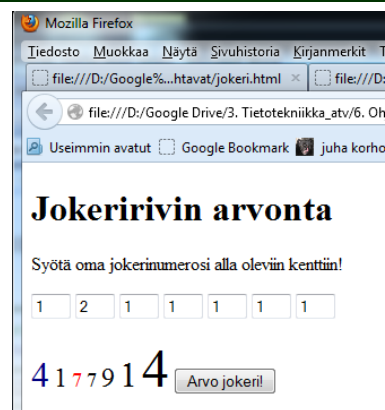 Mozilla Firefox
Tiedosto Muokkaa Näytä Sivuhistoria Kirjanmerkit T
file:///D:/Google%...htavat/jokeri.html × file:///D:
file:///D:/Google Drive/3. Tietotekniikka_atv/6. Oh
Useimmin avatut Google Bookmark juha korho
Jokeririvin arvonta
Syötä oma jokerinumerosi alla oleviin kenttiin!
1 2 1 1 1 1 1
4 1 7 7 9 1 4 Arvo jokeri!